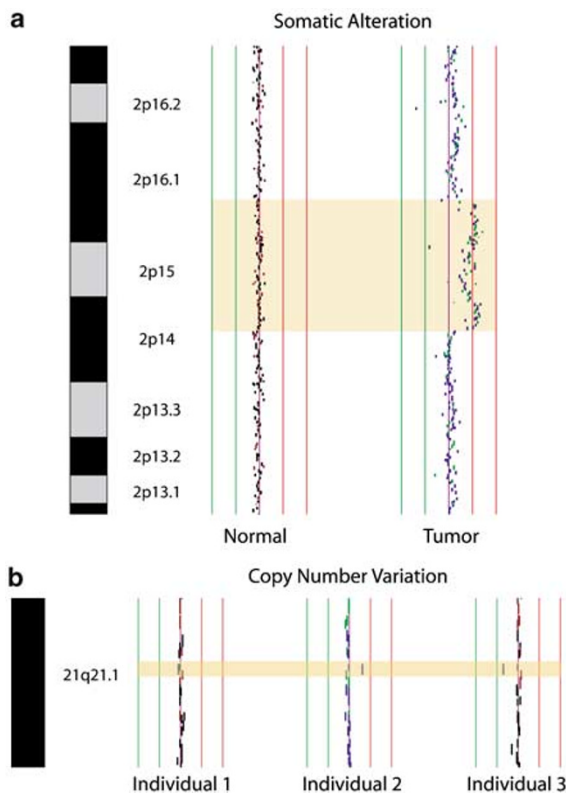 a
Somatic Alteration
2p16.2
2p16.1
2p15
2p14
2p13.3
2p13.2
2p13.1
Normal Tumor
b
Copy Number Variation
21q21.1
Individual 1 Individual 2 Individual 3